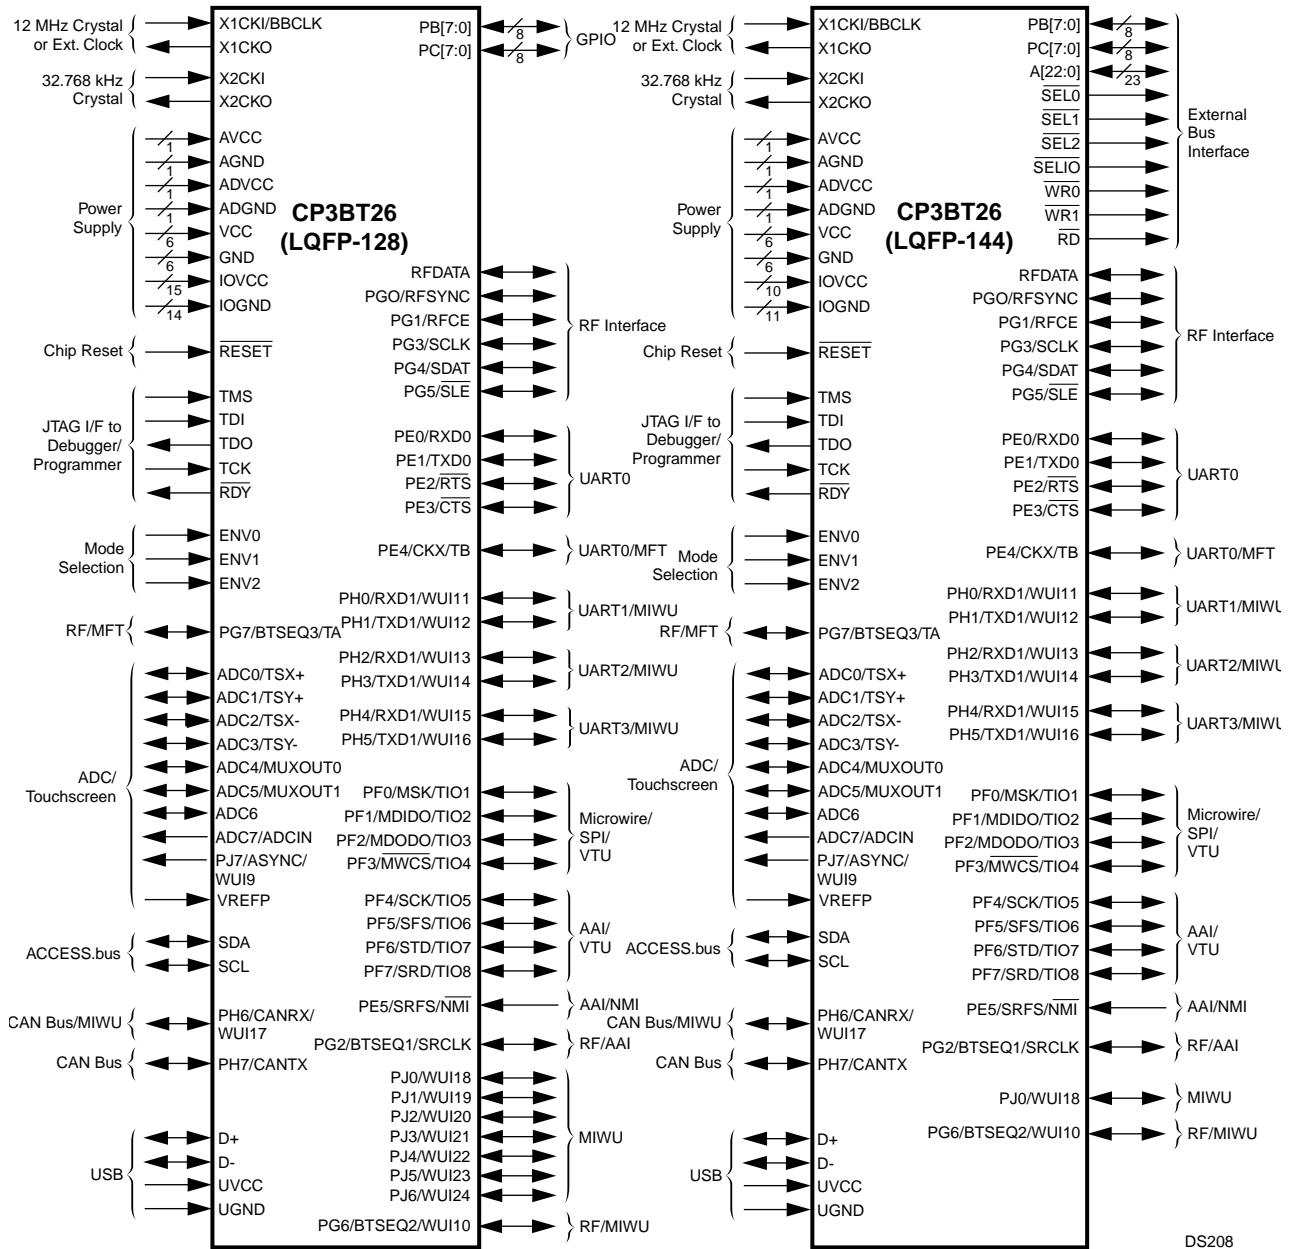 12 MHz Crystal
or Ext. Clock
X1CKI/BBCLK
X1CKO
32.768 kHz
Crystal
X2CKI
X2CKO
Power
Supply
AVCC
1
AGND
1
ADVCC
1
ADGND
1
VCC
6
GND
6
IOVCC
15
IOGND
14
Chip Reset
RESET
JTAG I/F to
Debugger/
Programmer
TMS
TDI
TDO
TCK
RDY
Mode
Selection
ENV0
ENV1
ENV2
RF/MFT
PG7/BTSEQ3/TA
ADC/
Touchscreen
ADC0/TSX+
ADC1/TSY+
ADC2/TSX-
ADC3/TSY-
ADC4/MUXOUT0
ADC5/MUXOUT1
ADC6
ADC7/ADCIN
PJ7/ASYNC/
WUI9
VREFP
ACCESS.bus
SDA
SCL
CAN Bus/MIWU
PH6/CANRX/
WUI17
CAN Bus
PH7/CANTX
USB
D+
D-
UVCC
UGND
CP3BT26
(LQFP-128)
PB[7:0]
8
PC[7:0]
8
GPIO
RFDATA
PGO/RFSYNC
PG1/RFCE
PG3/SCLK
PG4/SDAT
PG5/SLE
RF Interface
PE0/RXD0
PE1/TXD0
PE2/RTS
PE3/CTS
UART0
PE4/CKX/TB
UART0/MFT
PH0/RXD1/WUI11
PH1/TXD1/WUI12
UART1/MIWU
PH2/RXD1/WUI13
PH3/TXD1/WUI14
UART2/MIWU
PH4/RXD1/WUI15
PH5/TXD1/WUI16
UART3/MIWU
PF0/MSK/TIO1
PF1/MDIDO/TIO2
PF2/MDODO/TIO3
PF3/MWCS/TIO4
Microwire/
SPI/
VTU
PF4/SCK/TIO5
PF5/SFS/TIO6
PF6/STD/TIO7
PF7/SRD/TIO8
AAI/
VTU
PE5/SRFS/NMI
AAI/NMI
PG2/BTSEQ1/SRCLK
RF/AAI
PJ0/WUI18
PJ1/WUI19
PJ2/WUI20
PJ3/WUI21
PJ4/WUI22
PJ5/WUI23
PJ6/WUI24
MIWU
PG6/BTSEQ2/WUI10
RF/MIWU
12 MHz Crystal
or Ext. Clock
X1CKI/BBCLK
X1CKO
32.768 kHz
Crystal
X2CKI
X2CKO
Power
Supply
AVCC
1
AGND
1
ADVCC
1
ADGND
1
VCC
6
GND
6
IOVCC
10
IOGND
11
Chip Reset
RESET
JTAG I/F to
Debugger/
Programmer
TMS
TDI
TDO
TCK
RDY
Mode
Selection
ENV0
ENV1
ENV2
RF/MFT
PG7/BTSEQ3/TA
ADC/
Touchscreen
ADC0/TSX+
ADC1/TSY+
ADC2/TSX-
ADC3/TSY-
ADC4/MUXOUT0
ADC5/MUXOUT1
ADC6
ADC7/ADCIN
PJ7/ASYNC/
WUI9
VREFP
ACCESS.bus
SDA
SCL
CAN Bus/MIWU
PH6/CANRX/
WUI17
CAN Bus
PH7/CANTX
USB
D+
D-
UVCC
UGND
CP3BT26
(LQFP-144)
PB[7:0]
8
PC[7:0]
8
A[22:0]
23
SEL0
SEL1
SEL2
SELIO
WR0
WR1
RD
External
Bus
Interface
RFDATA
PGO/RFSYNC
PG1/RFCE
PG3/SCLK
PG4/SDAT
PG5/SLE
RF Interface
PE0/RXD0
PE1/TXD0
PE2/RTS
PE3/CTS
UART0
PE4/CKX/TB
UART0/MFT
PH0/RXD1/WUI11
PH1/TXD1/WUI12
UART1/MIWU
PH2/RXD1/WUI13
PH3/TXD1/WUI14
UART2/MIWU
PH4/RXD1/WUI15
PH5/TXD1/WUI16
UART3/MIWU
PF0/MSK/TIO1
PF1/MDIDO/TIO2
PF2/MDODO/TIO3
PF3/MWCS/TIO4
Microwire/
SPI/
VTU
PF4/SCK/TIO5
PF5/SFS/TIO6
PF6/STD/TIO7
PF7/SRD/TIO8
AAI/
VTU
PE5/SRFS/NMI
AAI/NMI
PG2/BTSEQ1/SRCLK
RF/AAI
PJ0/WUI18
MIWU
PG6/BTSEQ2/WUI10
RF/MIWU
DS208